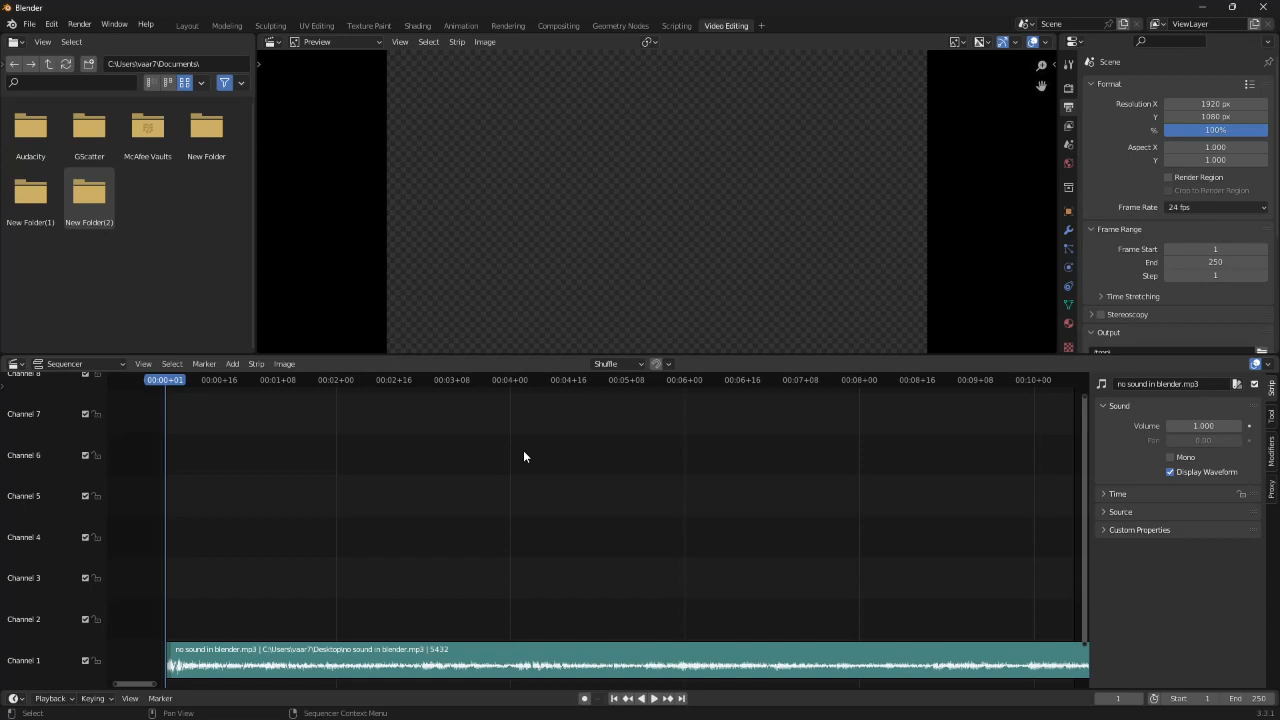 Blender
File Edit Render Window Help Layout Modeling Sculpting UV Editing Texture Paint Shading Animation Rendering Compositing Geometry Nodes Scripting Video Editing + Scene ViewLayer
View Select Preview View Select Strip Image
C:\Users\vaar7\Documents\
Audacity GScatter McAfee Vaults New Folder
New Folder(1) New Folder(2)
Scene
Format
Resolution X 1920 px
Y 1080 px
% 100%
Aspect X 1.000
Y 1.000
Render Region
Crop to Render Region
Frame Rate 24 fps
Frame Range
Frame Start 1
End 250
Step 1
Time Stretching
Stereoscopy
Output
/tmp\
Sequencer View Select Marker Add Strip Image Shuffle
00:00+01 00:00+16 00:01+08 00:02+00 00:02+16 00:03+08 00:04+00 00:04+16 00:05+08 00:06+00 00:06+16 00:07+08 00:08+00 00:08+16 00:09+08 00:10+00
Channel 8
Channel 7
Channel 6
Channel 5
Channel 4
Channel 3
Channel 2
Channel 1
no sound in blender.mp3 | C:\Users\vaar7\Desktop\no sound in blender.mp3 | 5432
no sound in blender.mp3
Sound
Volume 1.000
Pan 0.00
Mono
Display Waveform
Time
Source
Custom Properties
Strip
Tool
Modifiers
Proxy
Playback Keying View Marker 1 Start 1 End 250
Select Pan View Sequencer Context Menu 3.3.1